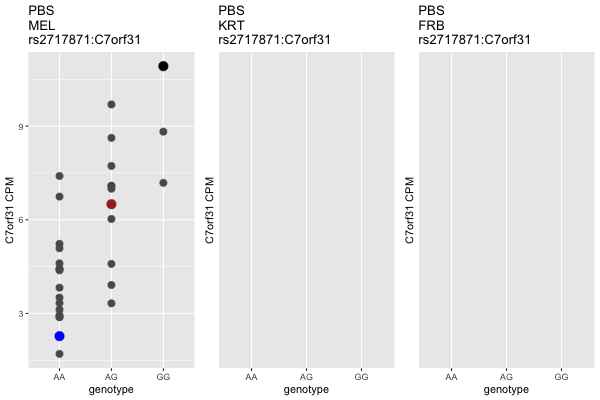 PBS
MEL
rs2717871:C7orf31
PBS
KRT
rs2717871:C7orf31
PBS
FRB
rs2717871:C7orf31
C7orf31 CPM
9
6
3
AA AG GG
genotype
C7orf31 CPM
AA AG GG
genotype
C7orf31 CPM
AA AG GG
genotype